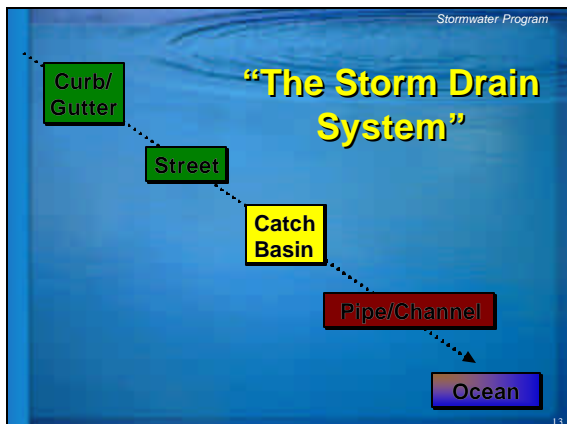 Stormwater Program
“The Storm Drain
System”
Curb/
Gutter
Street
Catch
Basin
Pipe/Channel
Ocean
13